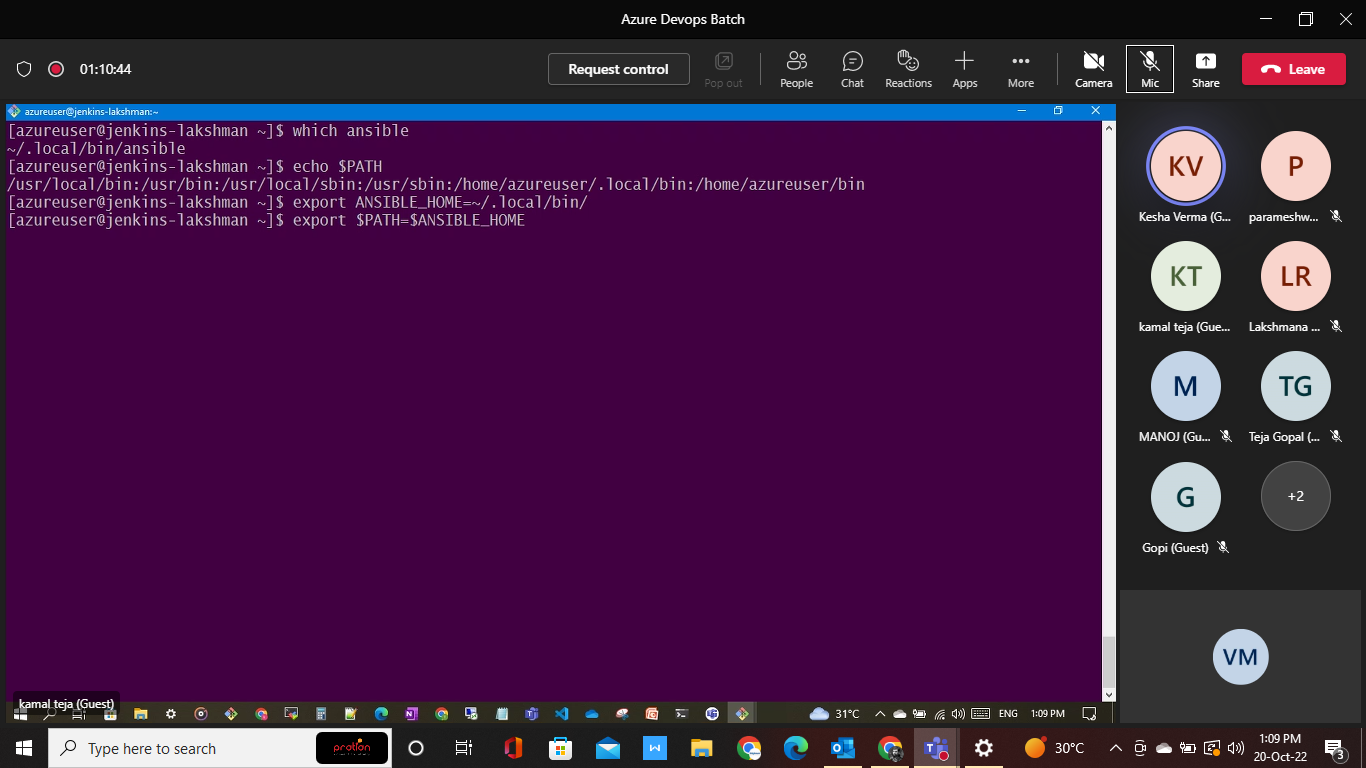 Azure Devops Batch
01:10:44
Request control
Pop out
People
Chat
Reactions
Apps
More
Camera
Mic
Share
Leave
azureuser@jenkins-lakshman:~
[azureuser@jenkins-lakshman ~]$ which ansible
~/.local/bin/ansible
[azureuser@jenkins-lakshman ~]$ echo $PATH
/usr/local/bin:/usr/bin:/usr/local/sbin:/usr/sbin:/home/azureuser/.local/bin:/home/azureuser/bin
[azureuser@jenkins-lakshman ~]$ export ANSIBLE_HOME=~/.local/bin/
[azureuser@jenkins-lakshman ~]$ export $PATH=$ANSIBLE_HOME
KV
P
Kesha Verma (G...
parameshw...
KT
LR
kamal teja (Gue...
Lakshmana ...
M
TG
MANOJ (Gu...
Teja Gopal (...
G
+2
Gopi (Guest)
VM
kamal teja (Guest)
31°C
ENG
1:09 PM
Type here to search
30°C
1:09 PM
20-Oct-22
3